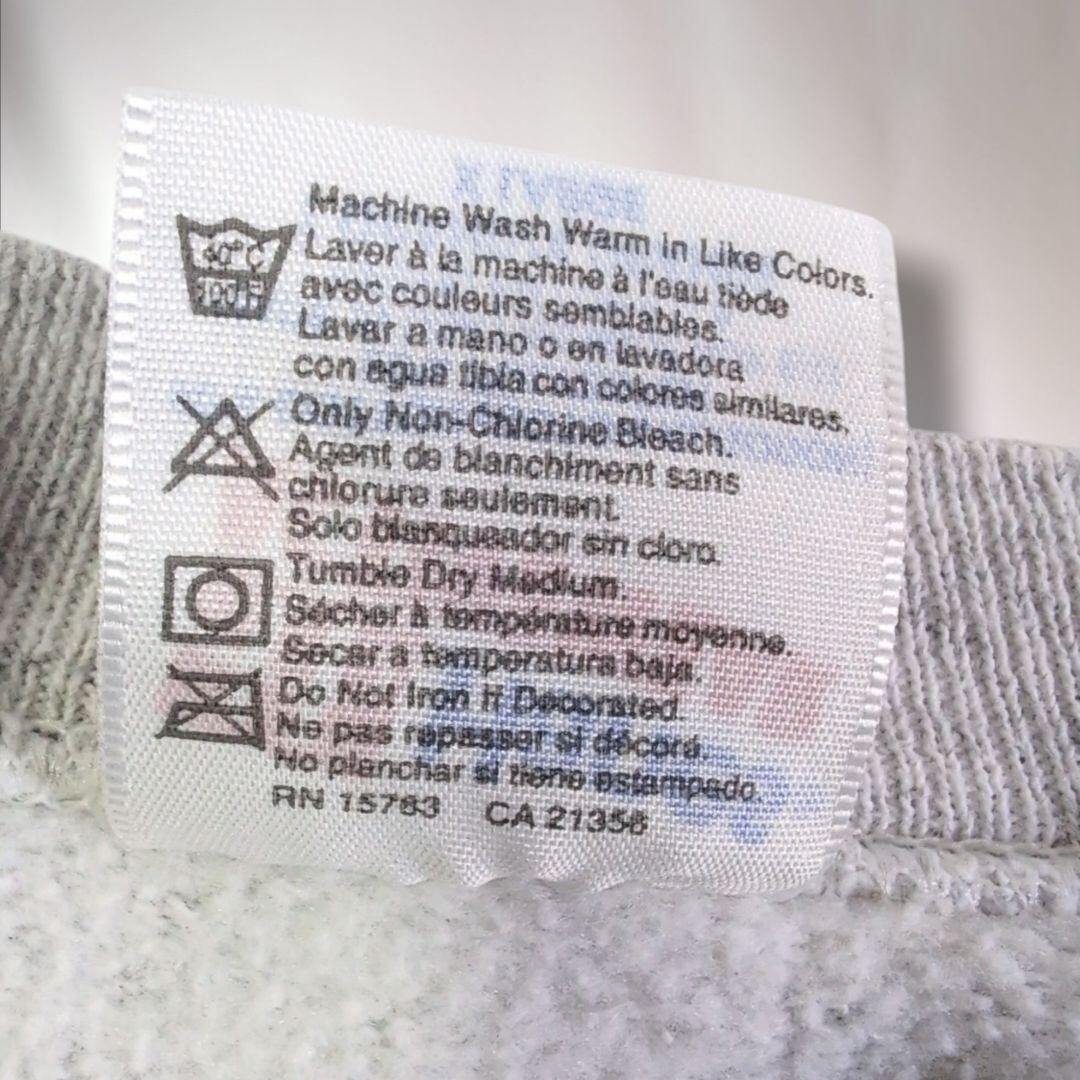 Machine Wash Warm in Like Colors.
Laver à la machine à l'eau tiède
avec couleurs semblables.
Lavar a mano o en lavadora
con agua tibia con colores similares.
Only Non-Chlorine Bleach.
Agent de blanchiment sans
chlorure seulement.
Solo blanqueador sin cloro.
Tumble Dry Medium.
Sécher à température moyenne.
Secar a temperatura baja.
Do Not Iron If Decorated.
Ne pas repasser si décoré.
No planchar si tiene estampado.
RN 15763 CA 21356